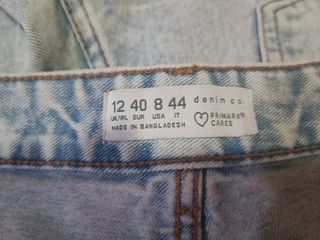 12 40 8 44 denim co.
UK/IRL EUR USA IT PRIMARK®
MADE IN BANGLADESH CARES